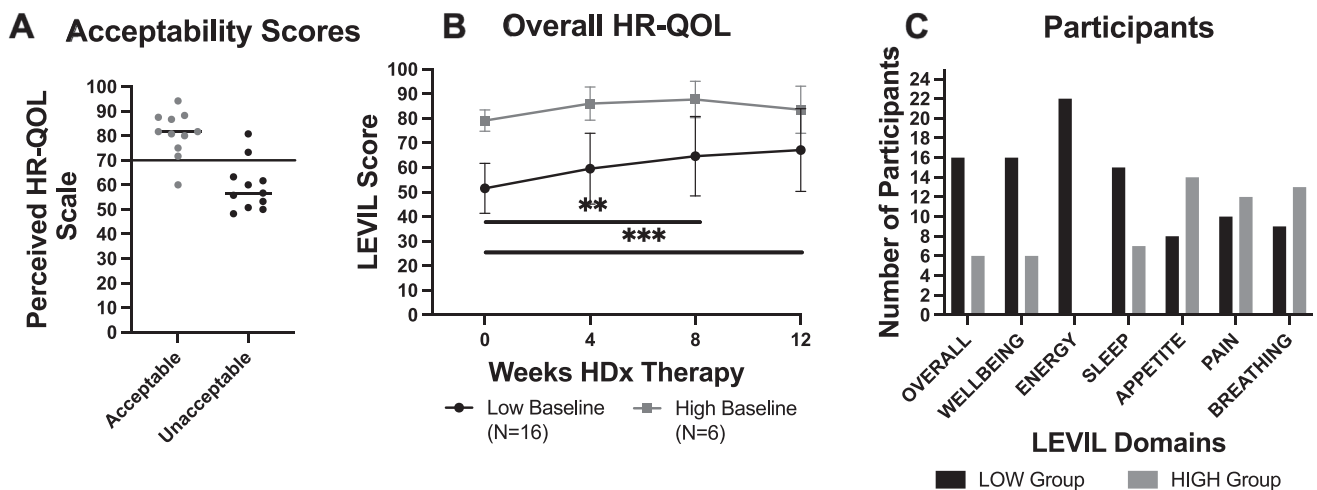 A Acceptability Scores
Perceived HR-QOL
Scale
100
90
80
70
60
50
40
30
20
10
0
Acceptable
Unacceptable
B Overall HR-QOL
LEVIL Score
100
90
80
70
60
50
40
30
20
10
0
**
***
0 4 8 12
Weeks HDx Therapy
Low Baseline
(N=16)
High Baseline
(N=6)
C Participants
Number of Participants
24
22
20
18
16
14
12
10
8
6
4
2
0
OVERALL
WELLBEING
ENERGY
SLEEP
APPETITE
PAIN
BREATHING
LEVIL Domains
LOW Group HIGH Group